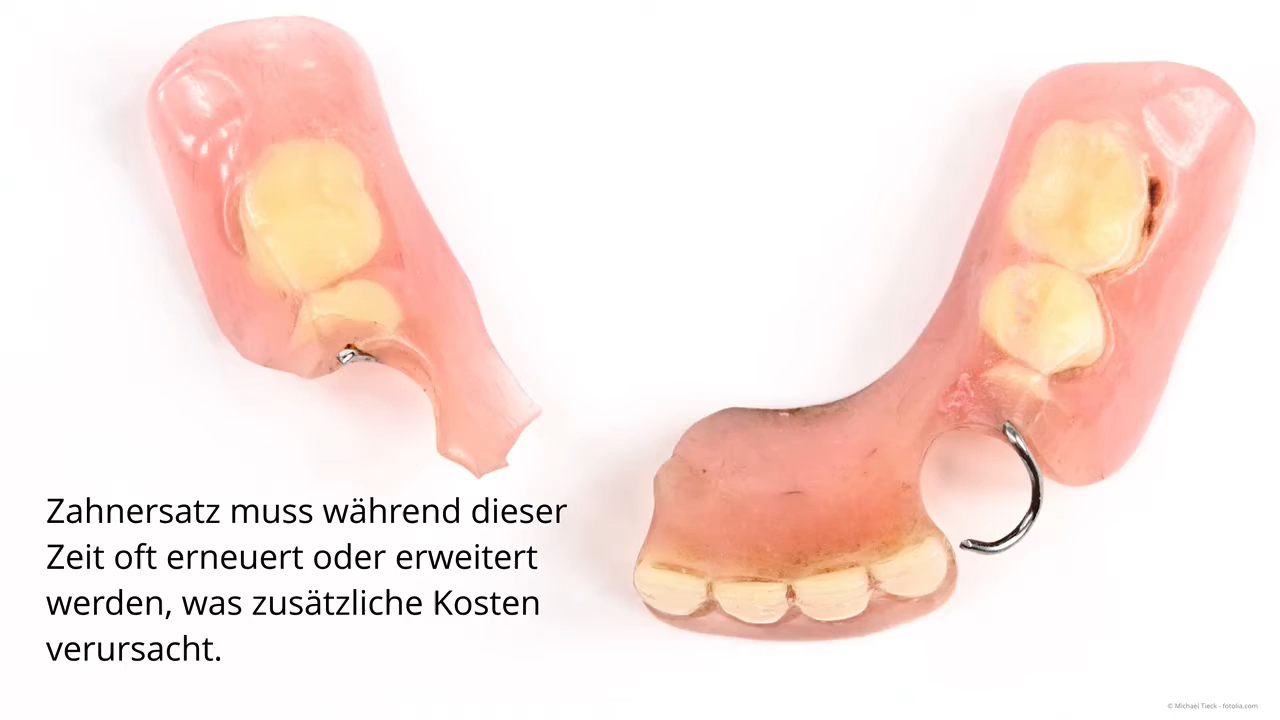 Zahnersatz muss während dieser
Zeit oft erneuert oder erweitert
werden, was zusätzliche Kosten
verursacht.
© Michael Tieck - fotolia.com